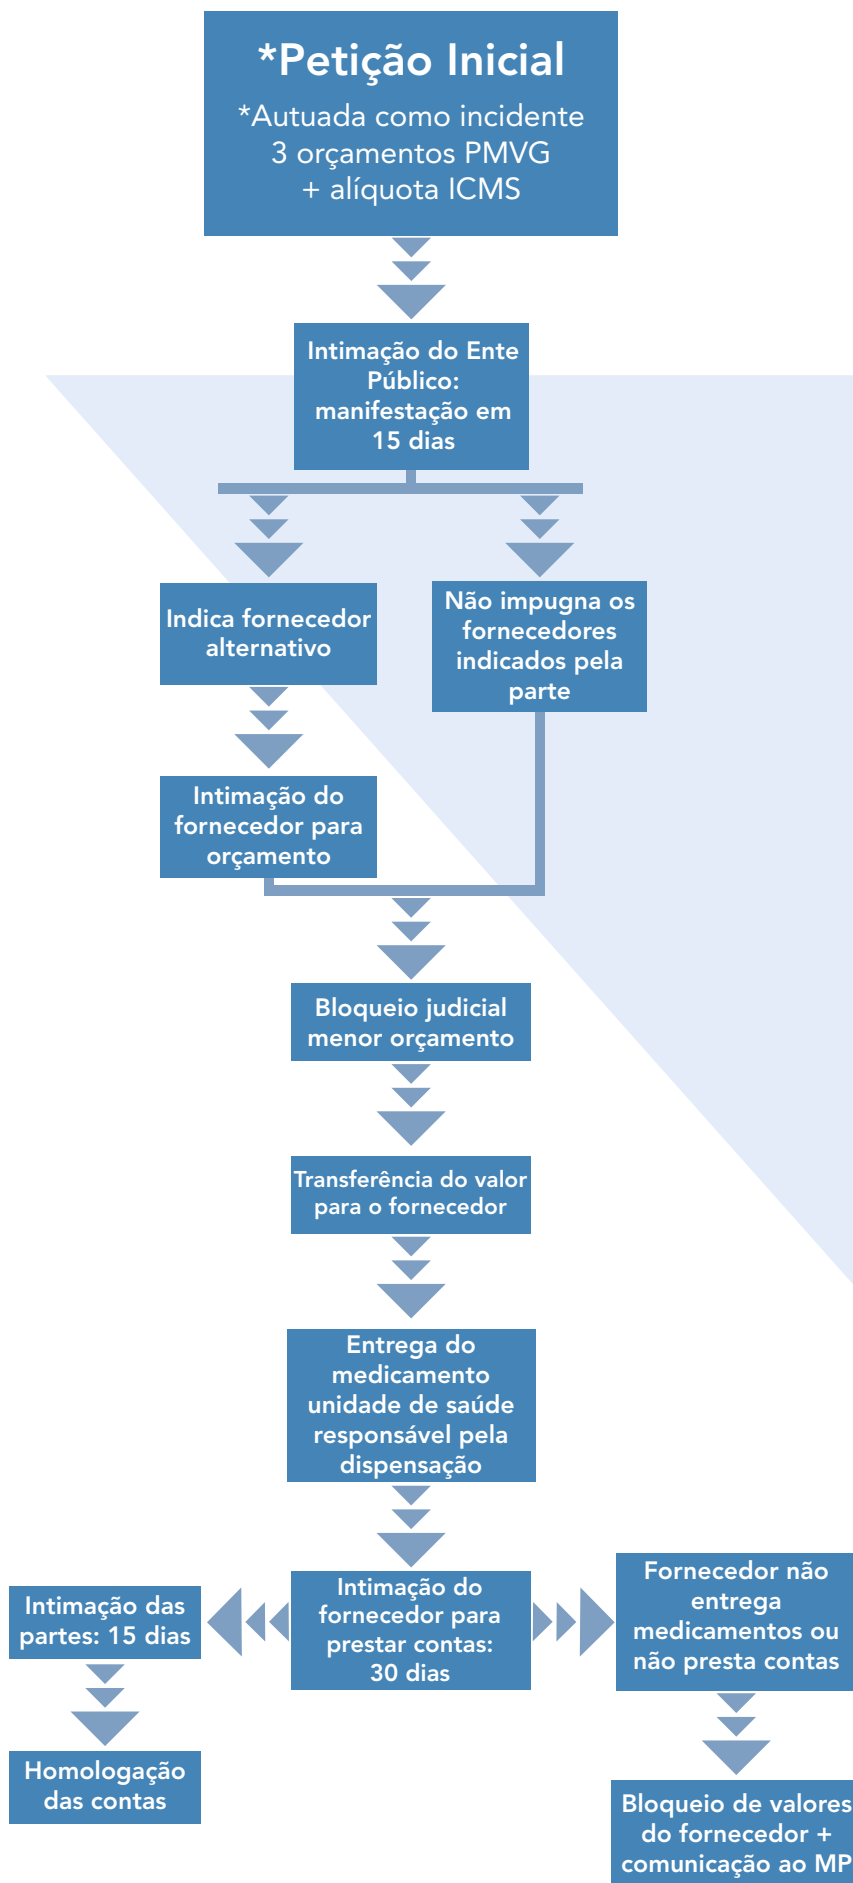 *Petição Inicial
*Autuada como incidente
3 orçamentos PMVG
+ alíquota ICMS
Intimação do Ente
Público:
manifestação em
15 dias
Indica fornecedor
alternativo
Não impugna os
fornecedores
indicados pela
parte
Intimação do
fornecedor para
orçamento
Bloqueio judicial
menor orçamento
Transferência do valor
para o fornecedor
Entrega do
medicamento
unidade de saúde
responsável pela
dispensação
Intimação das
partes: 15 dias
Intimação do
fornecedor para
prestar contas:
30 dias
Fornecedor não
entrega
medicamentos ou
não presta contas
Homologação
das contas
Bloqueio de valores
do fornecedor +
comunicação ao MP